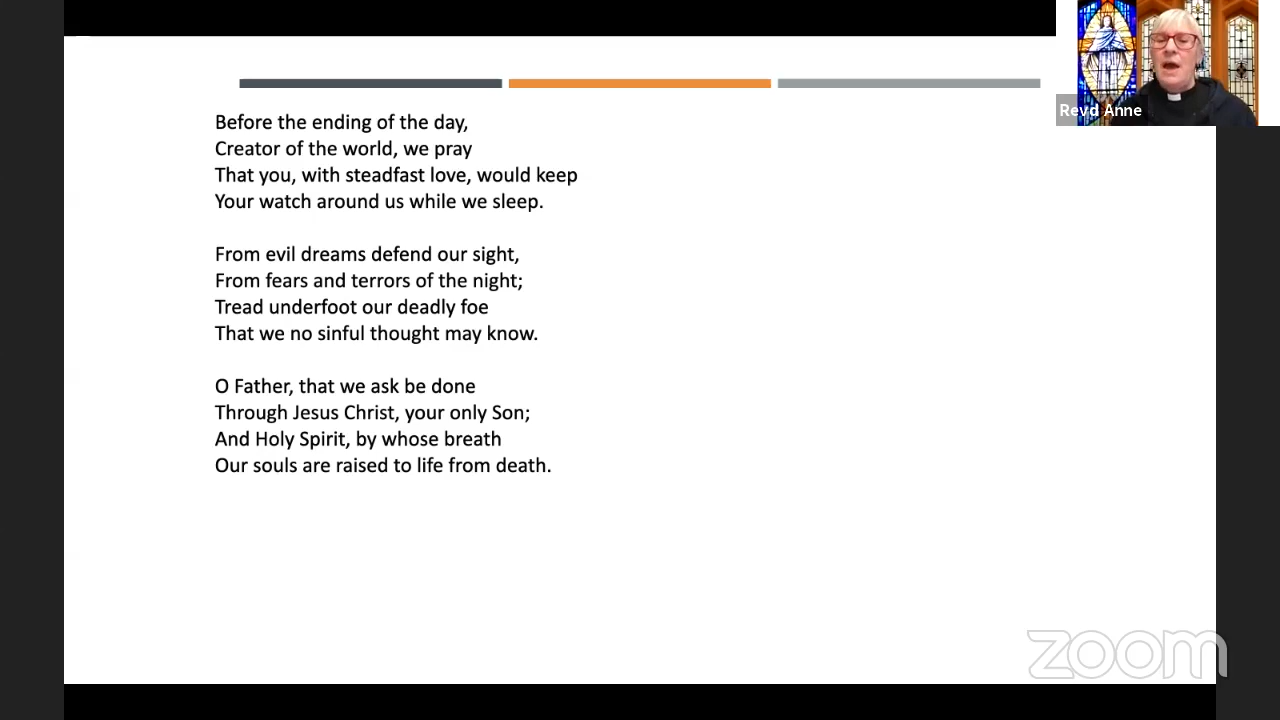 Before the ending of the day,
Creator of the world, we pray
That you, with steadfast love, would keep
Your watch around us while we sleep.
From evil dreams defend our sight,
From fears and terrors of the night;
Tread underfoot our deadly foe
That we no sinful thought may know.
O Father, that we ask be done
Through Jesus Christ, your only Son;
And Holy Spirit, by whose breath
Our souls are raised to life from death.
Revd Anne
zoom